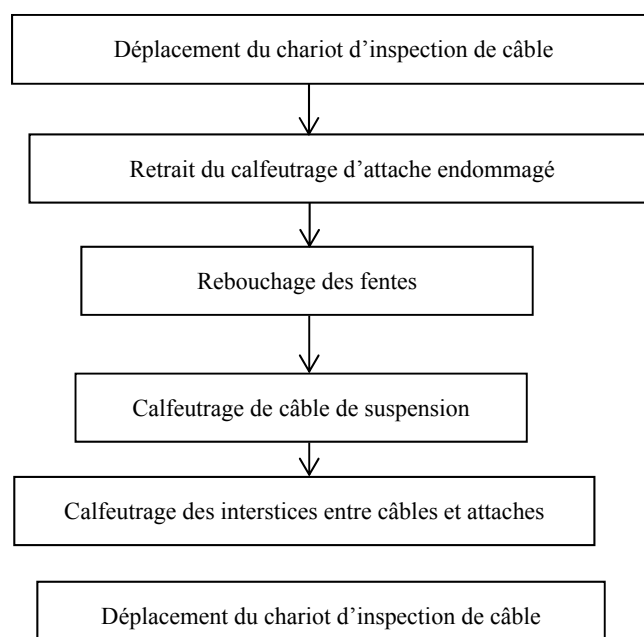 Déplacement du chariot d’inspection de câble
Retrait du calfeutrage d’attache endommagé
Rebouchage des fentes
Calfeutrage de câble de suspension
Calfeutrage des interstices entre câbles et attaches
Déplacement du chariot d’inspection de câble